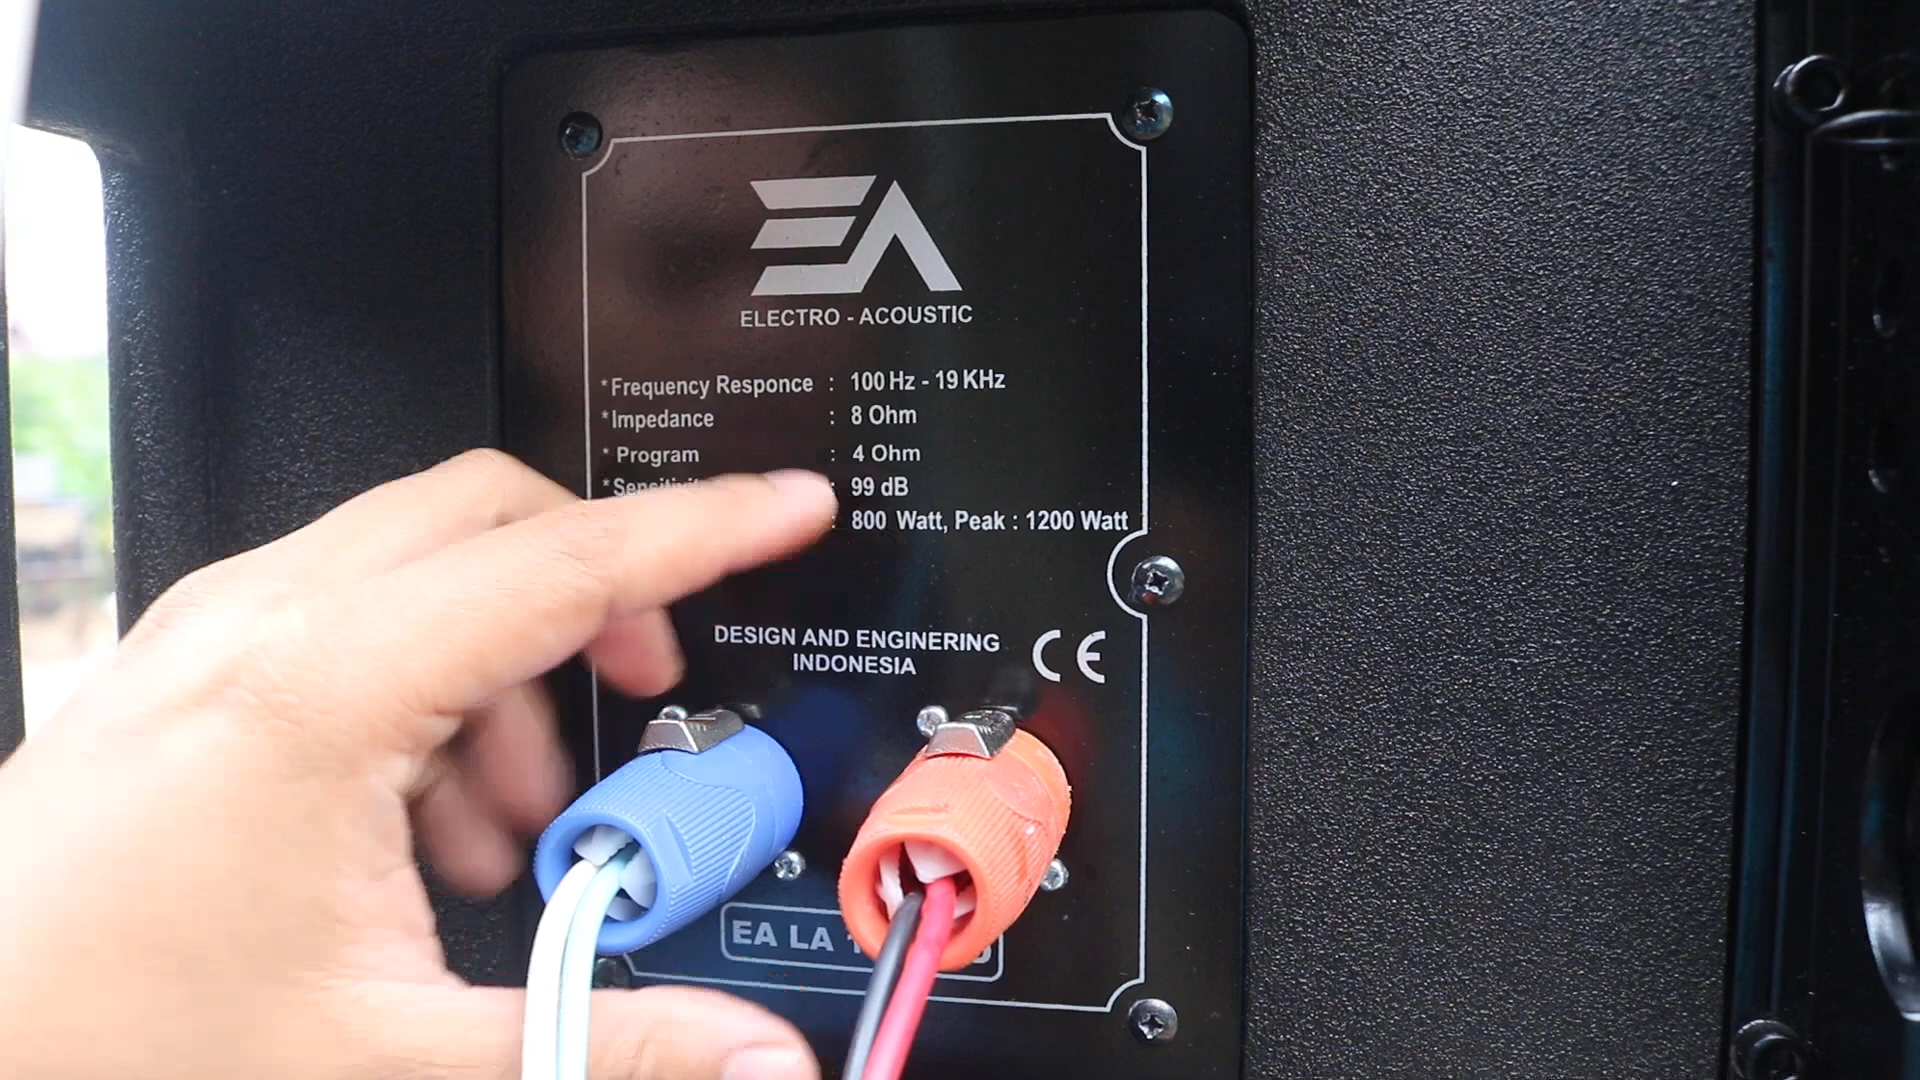 EA
ELECTRO - ACOUSTIC
* Frequency Responce : 100 Hz - 19 KHz
* Impedance : 8 Ohm
* Program : 4 Ohm
* Sensitivity : 99 dB
: 800 Watt, Peak : 1200 Watt
DESIGN AND ENGINERING
INDONESIA
CE
EA LA